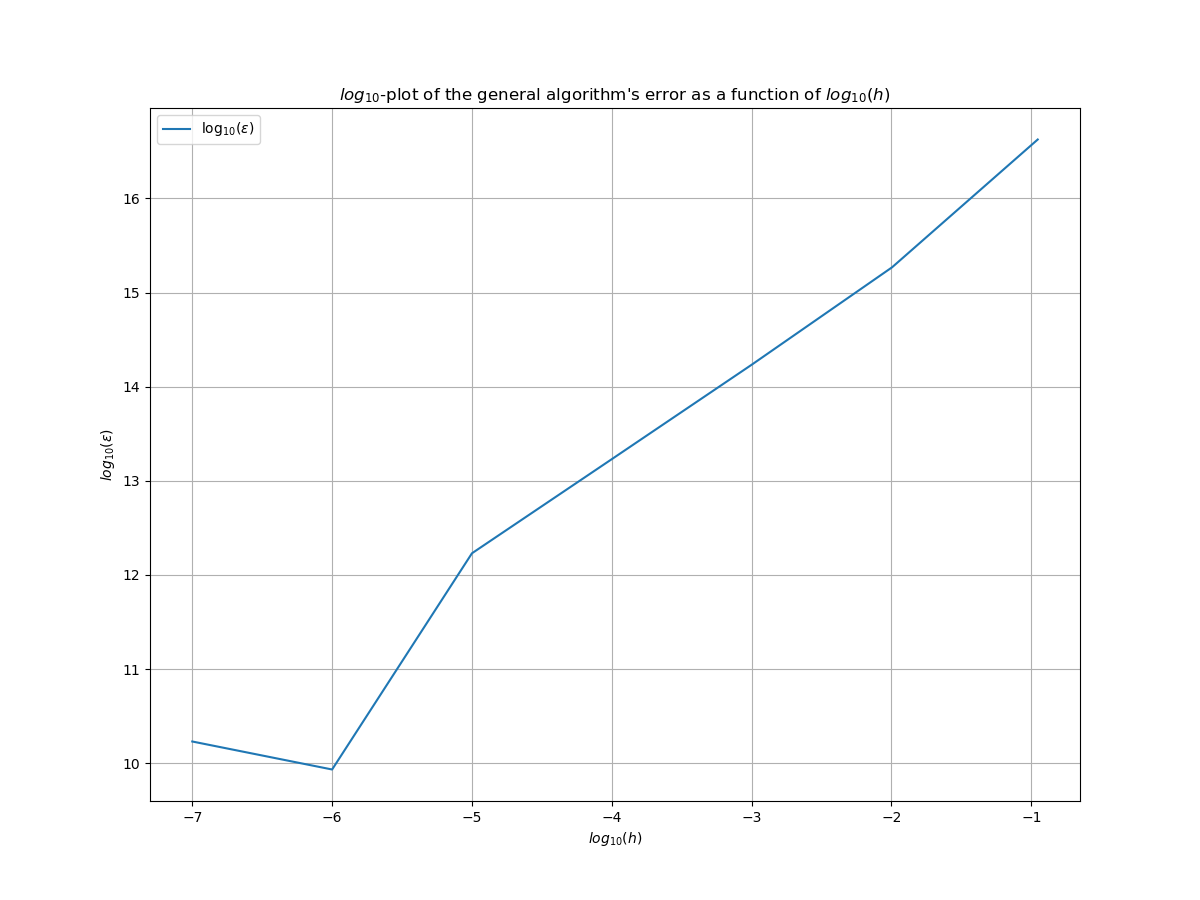 log₁₀-plot of the general algorithm's error as a function of log₁₀(h)
log₁₀(ε)
16
15
14
13
12
11
10
log₁₀(ε)
−7 −6 −5 −4 −3 −2 −1
log₁₀(h)